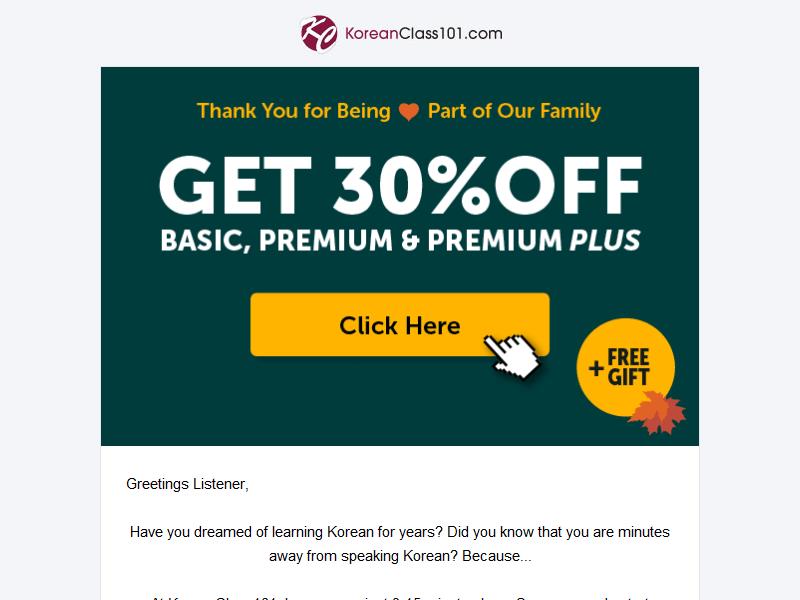 KoreanClass101.com
Thank You for Being Part of Our Family
GET 30%OFF
BASIC, PREMIUM & PREMIUM PLUS
Click Here
+ FREE
GIFT
Greetings Listener,
Have you dreamed of learning Korean for years? Did you know that you are minutes
away from speaking Korean? Because...